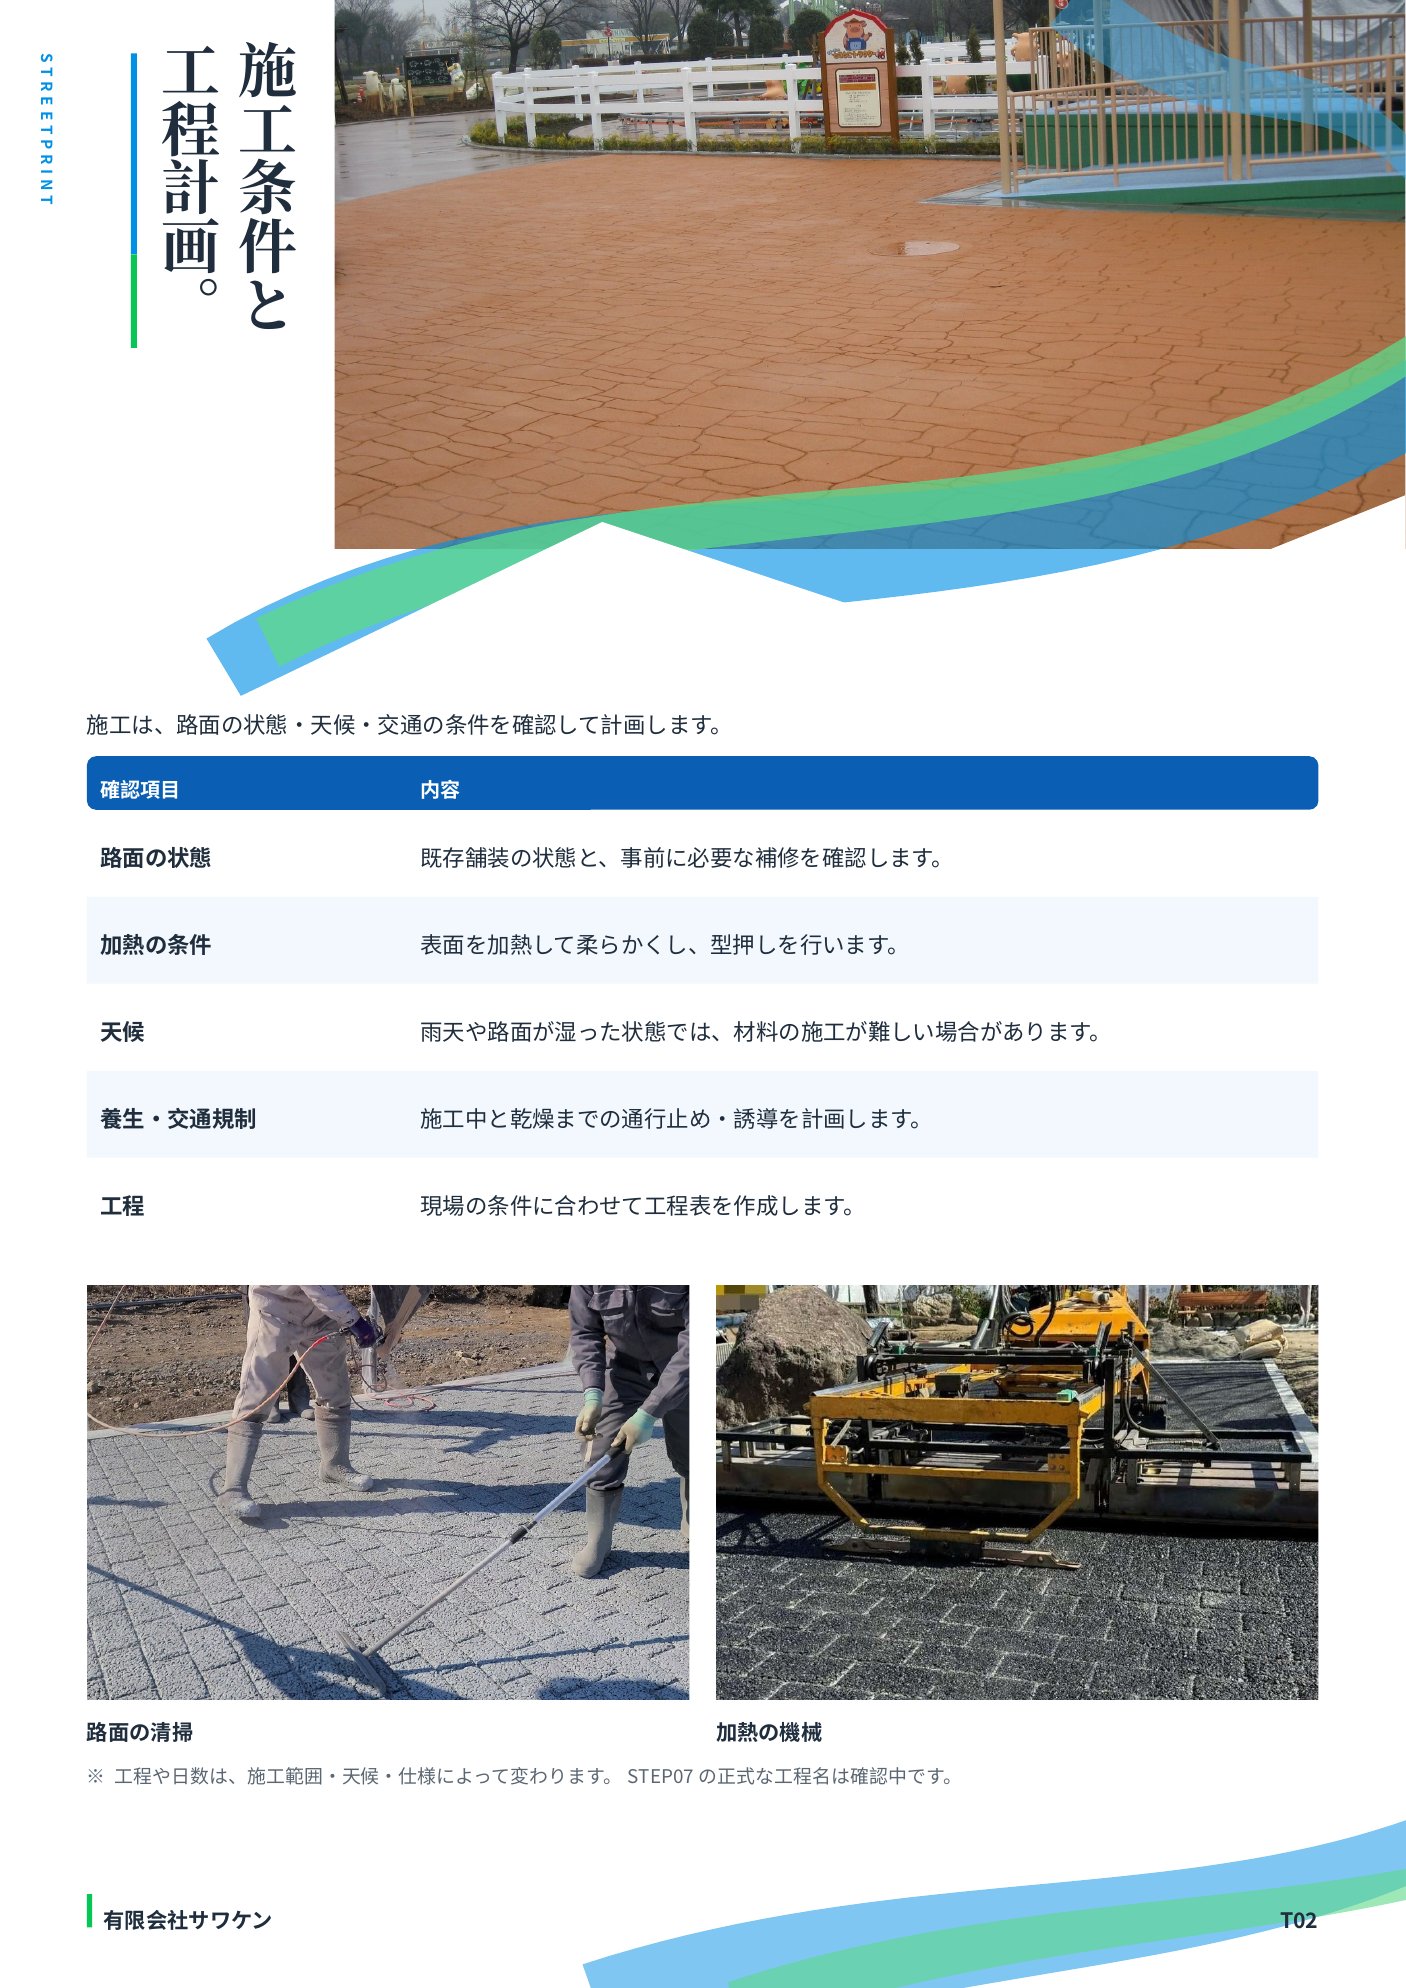 STREETPRINT
施工条件と
工程計画。
施工は、路面の状態・天候・交通の条件を確認して計画します。
確認項目 内容
路面の状態 既存舗装の状態と、事前に必要な補修を確認します。
加熱の条件 表面を加熱して柔らかくし、型押しを行います。
天候 雨天や路面が湿った状態では、材料の施工が難しい場合があります。
養生・交通規制 施工中と乾燥までの通行止め・誘導を計画します。
工程 現場の条件に合わせて工程表を作成します。
路面の清掃
加熱の機械
※ 工程や日数は、施工範囲・天候・仕様によって変わります。 STEP07 の正式な工程名は確認中です。
有限会社サワケン
T02